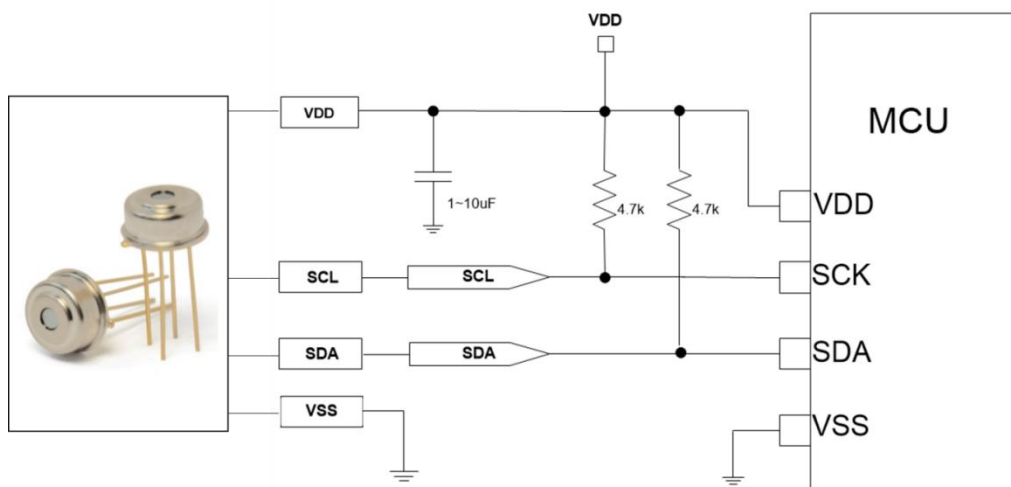 VDD
MCU
VDD
1~10uF
4.7k
4.7k
VDD
SCL
SCL
SCK
SDA
SDA
SDA
VSS
VSS